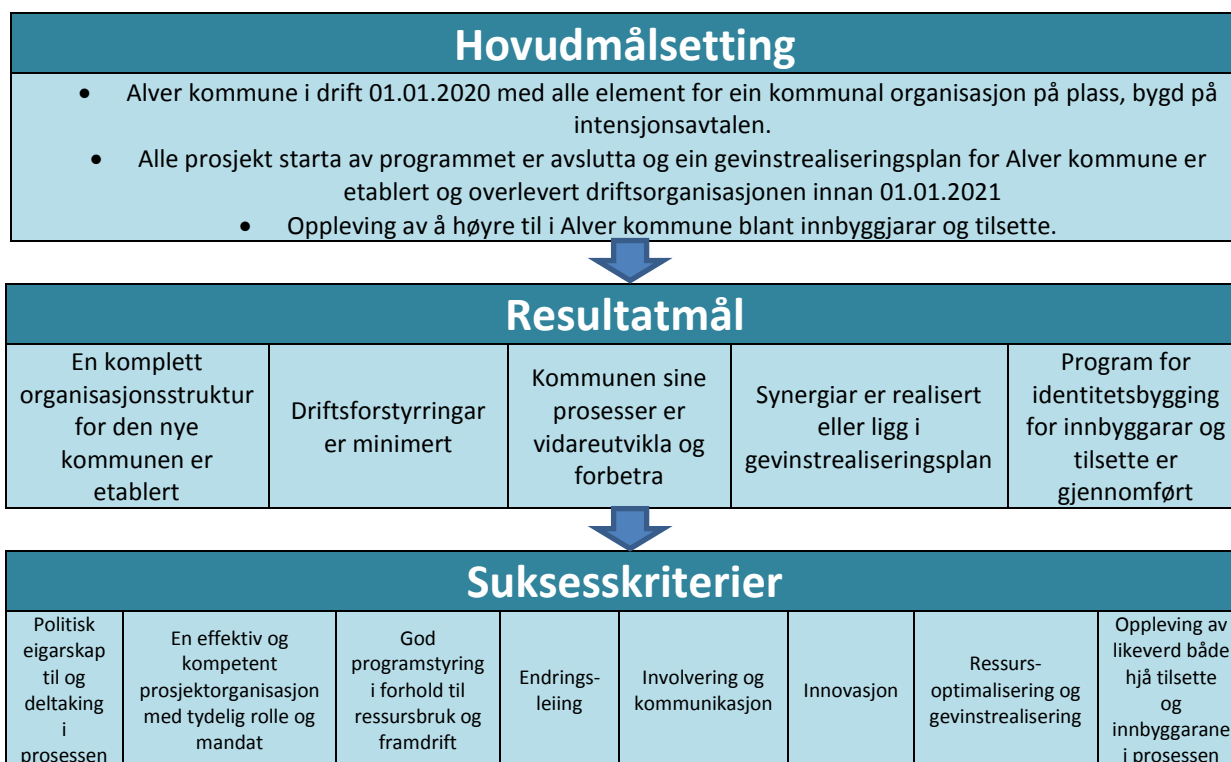 Hovudmålsetting
• Alver kommune i drift 01.01.2020 med alle element for ein kommunal organisasjon på plass, bygd på
intensjonsavtalen.
• Alle prosjekt starta av programmet er avslutta og ein gevinstrealiseringsplan for Alver kommune er
etablert og overlevert driftsorganisasjonen innan 01.01.2021
• Oppleving av å høyre til i Alver kommune blant innbyggjarar og tilsette.
Resultatmål
En komplett
organisasjonsstruktur
for den nye
kommunen er
etablert
Driftsforstyrringar
er minimert
Kommunen sine
prosesser er
vidareutvikla og
forbetra
Synergiar er realisert
eller ligg i
gevinstrealiseringsplan
Program for
identitetsbygging
for innbyggarar og
tilsette er
gjennomført
Suksesskriterier
Politisk
eigarskap
til og
deltaking
i
prosessen
En effektiv og
kompetent
prosjektorganisasjon
med tydelig rolle og
mandat
God
programstyring
i forhold til
ressursbruk og
framdrift
Endrings-
leiing
Involvering og
kommunikasjon
Innovasjon
Ressurs-
optimalisering og
gevinstrealisering
Oppleving av
likeverd både
hjå tilsette
og
innbyggarane
i prosessen